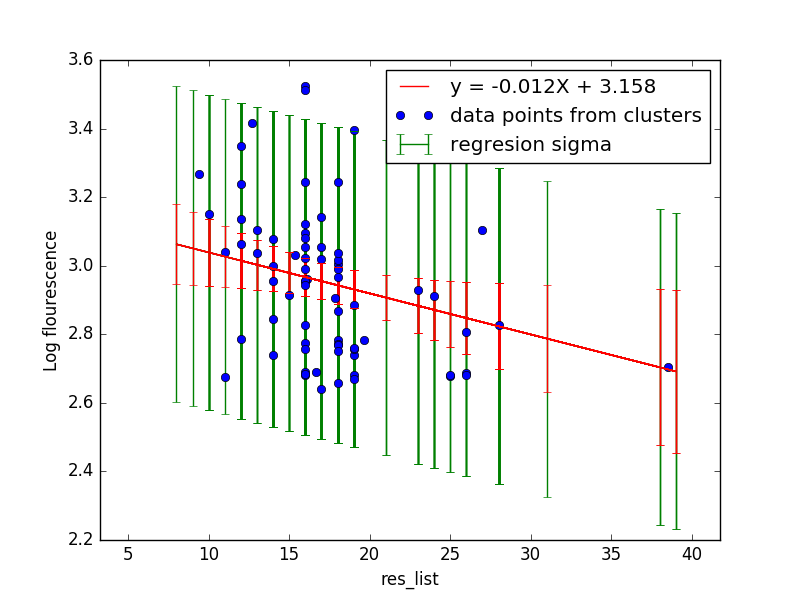 3.6
3.4
3.2
3.0
2.8
2.6
2.4
2.2
Log flourescence
y = -0.012X + 3.158
data points from clusters
regresion sigma
5 10 15 20 25 30 35 40
res_list